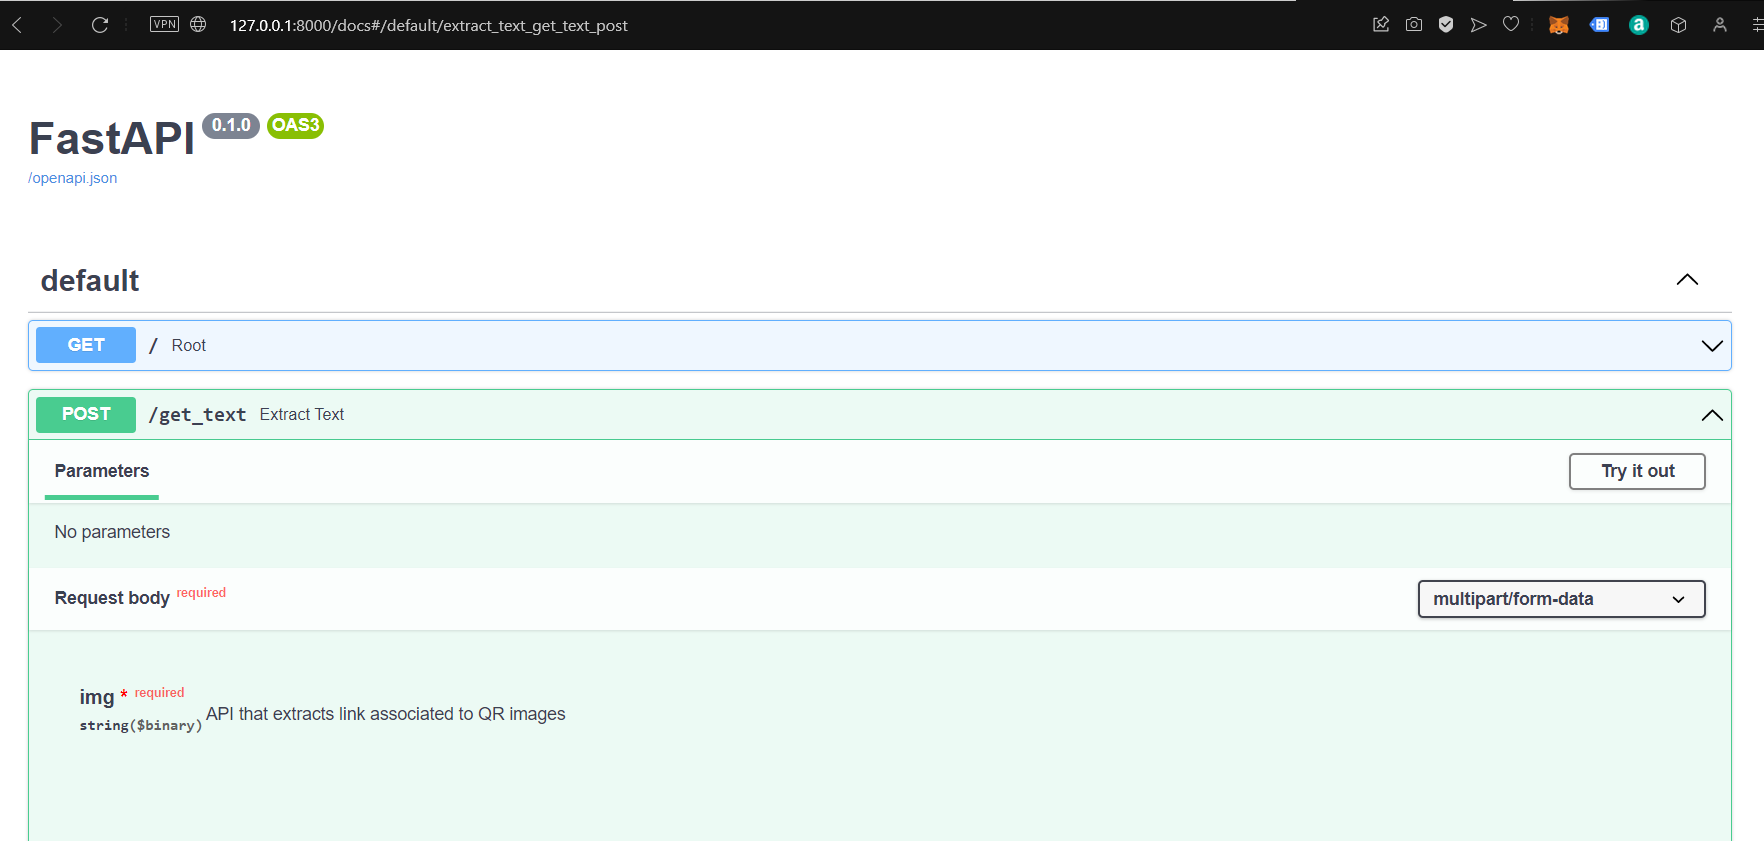 VPN 127.0.0.1:8000/docs#/default/extract_text_get_text_post a
FastAPI 0.1.0 OAS3
/openapi.json
default
GET / Root
POST /get_text Extract Text
Parameters Try it out
No parameters
Request body required multipart/form-data
img * required
string($binary) API that extracts link associated to QR images